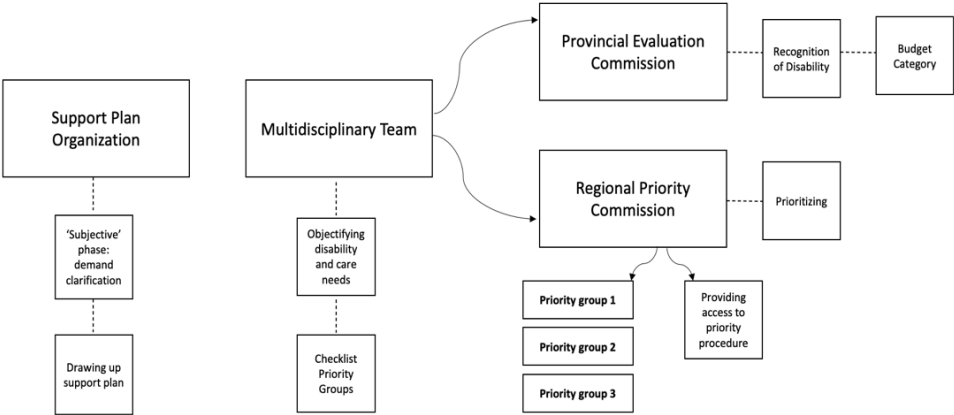 Support Plan
Organization
'Subjective'
phase:
demand
clarification
Drawing up
support plan
Multidisciplinary Team
Objectifying
disability
and care
needs
Checklist
Priority
Groups
Provincial Evaluation
Commission
Recognition
of Disability
Budget
Category
Regional Priority
Commission
Prioritizing
Priority group 1
Priority group 2
Priority group 3
Providing
access to
priority
procedure